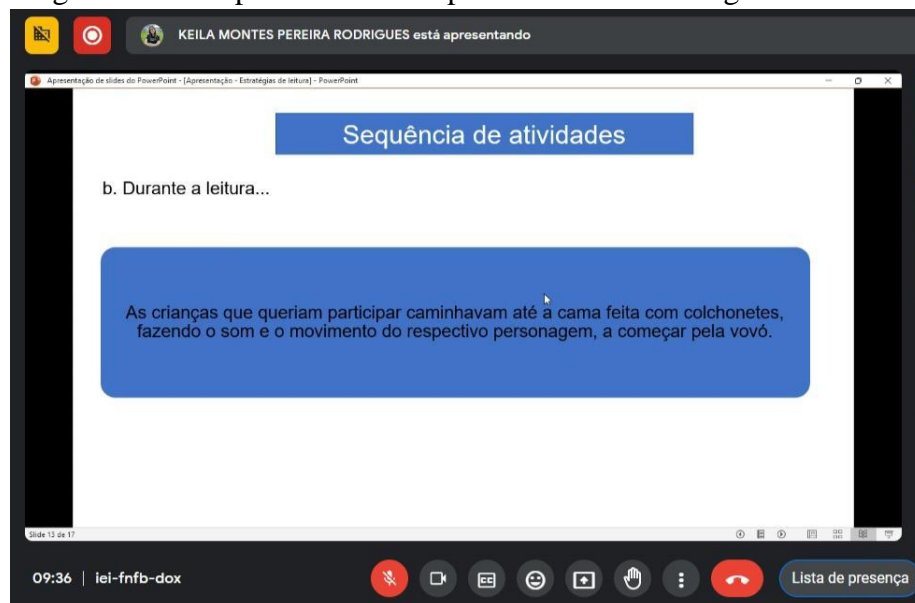 KEILA MONTES PEREIRA RODRIGUES está apresentando
Apresentação de slides do PowerPoint - [Apresentação - Estratégias de leitura] - PowerPoint
Sequência de atividades
b. Durante a leitura...
As crianças que queriam participar caminhavam até a cama feita com colchonetes,
fazendo o som e o movimento do respectivo personagem, a começar pela vovó.
Slide 13 de 17
09:36 | iei-fnfb-dox
CC
Lista de presença